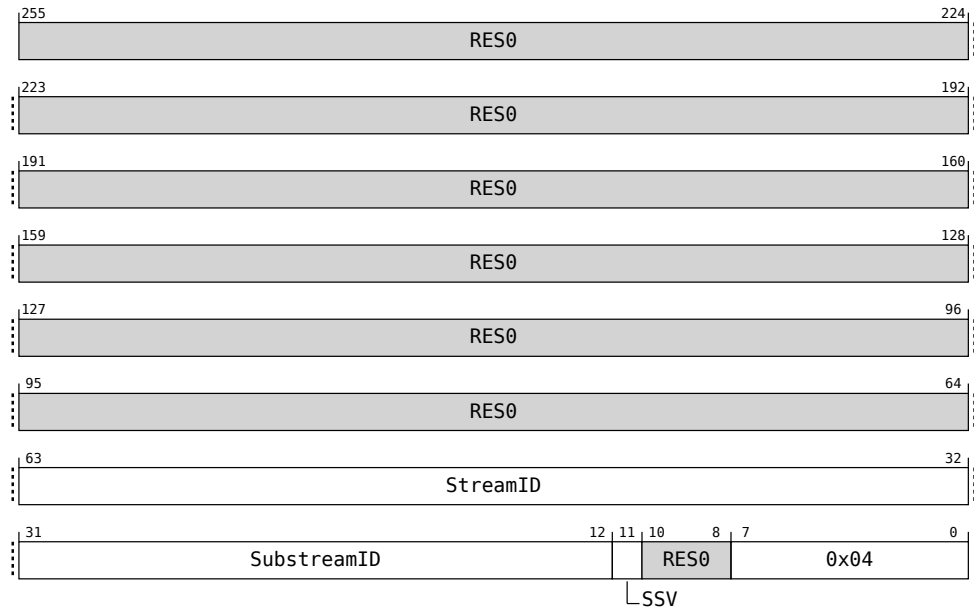 255 224
RES0
223 192
RES0
191 160
RES0
159 128
RES0
127 96
RES0
95 64
RES0
63 32
StreamID
31 12 11 10 8 7 0
SubstreamID RES0 0x04
SSV